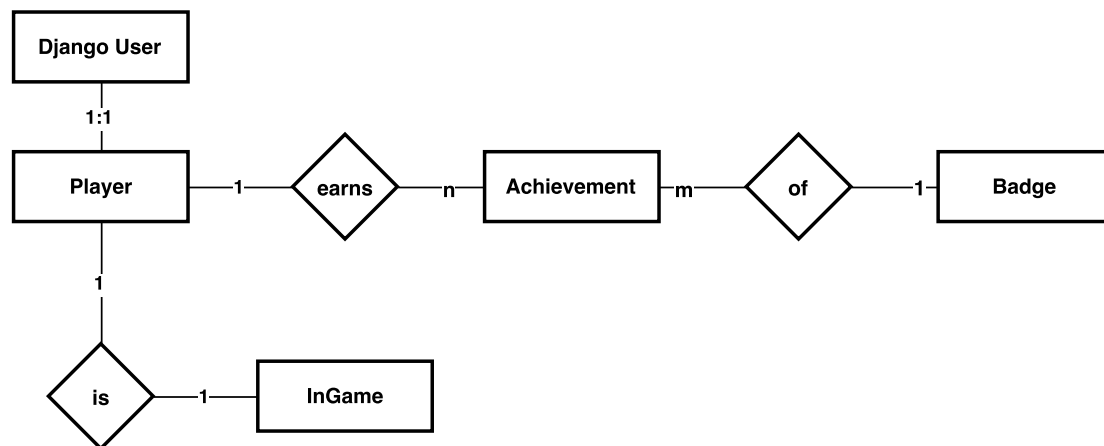 Django User
1:1
Player
1
earns
n
Achievement
m
of
1
Badge
1
is
1
InGame